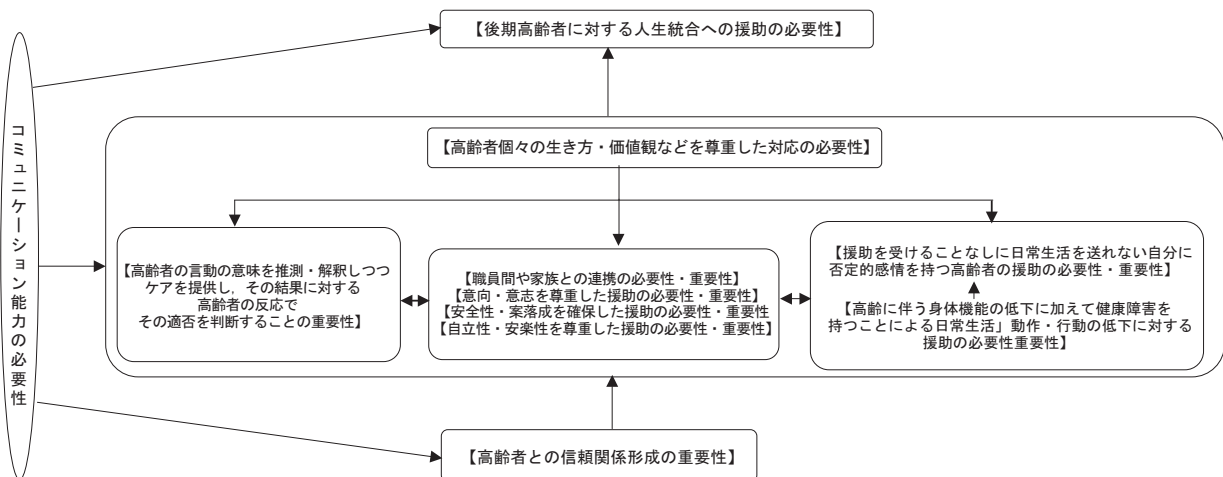 【後期高齢者に対する人生統合への援助の必要性】
コミュニケーション能力の必要性
【高齢者個々の生き方・価値観などを尊重した対応の必要性】
【高齢者の言動の意味を推測・解釈しつつ
ケアを提供し，その結果に対する
高齢者の反応で
その適否を判断することの重要性】
【職員間や家族との連携の必要性・重要性】
【意向・意志を尊重した援助の必要性・重要性】
【安全性・案落成を確保した援助の必要性・重要性
【自立性・安楽性を尊重した援助の必要性・重要性】
【援助を受けることなしに日常生活を送れない自分に
否定的感情を持つ高齢者の援助の必要性・重要性】
【高齢に伴う身体機能の低下に加えて健康障害を
持つことによる日常生活」動作・行動の低下に対する
援助の必要性重要性】
【高齢者との信頼関係形成の重要性】